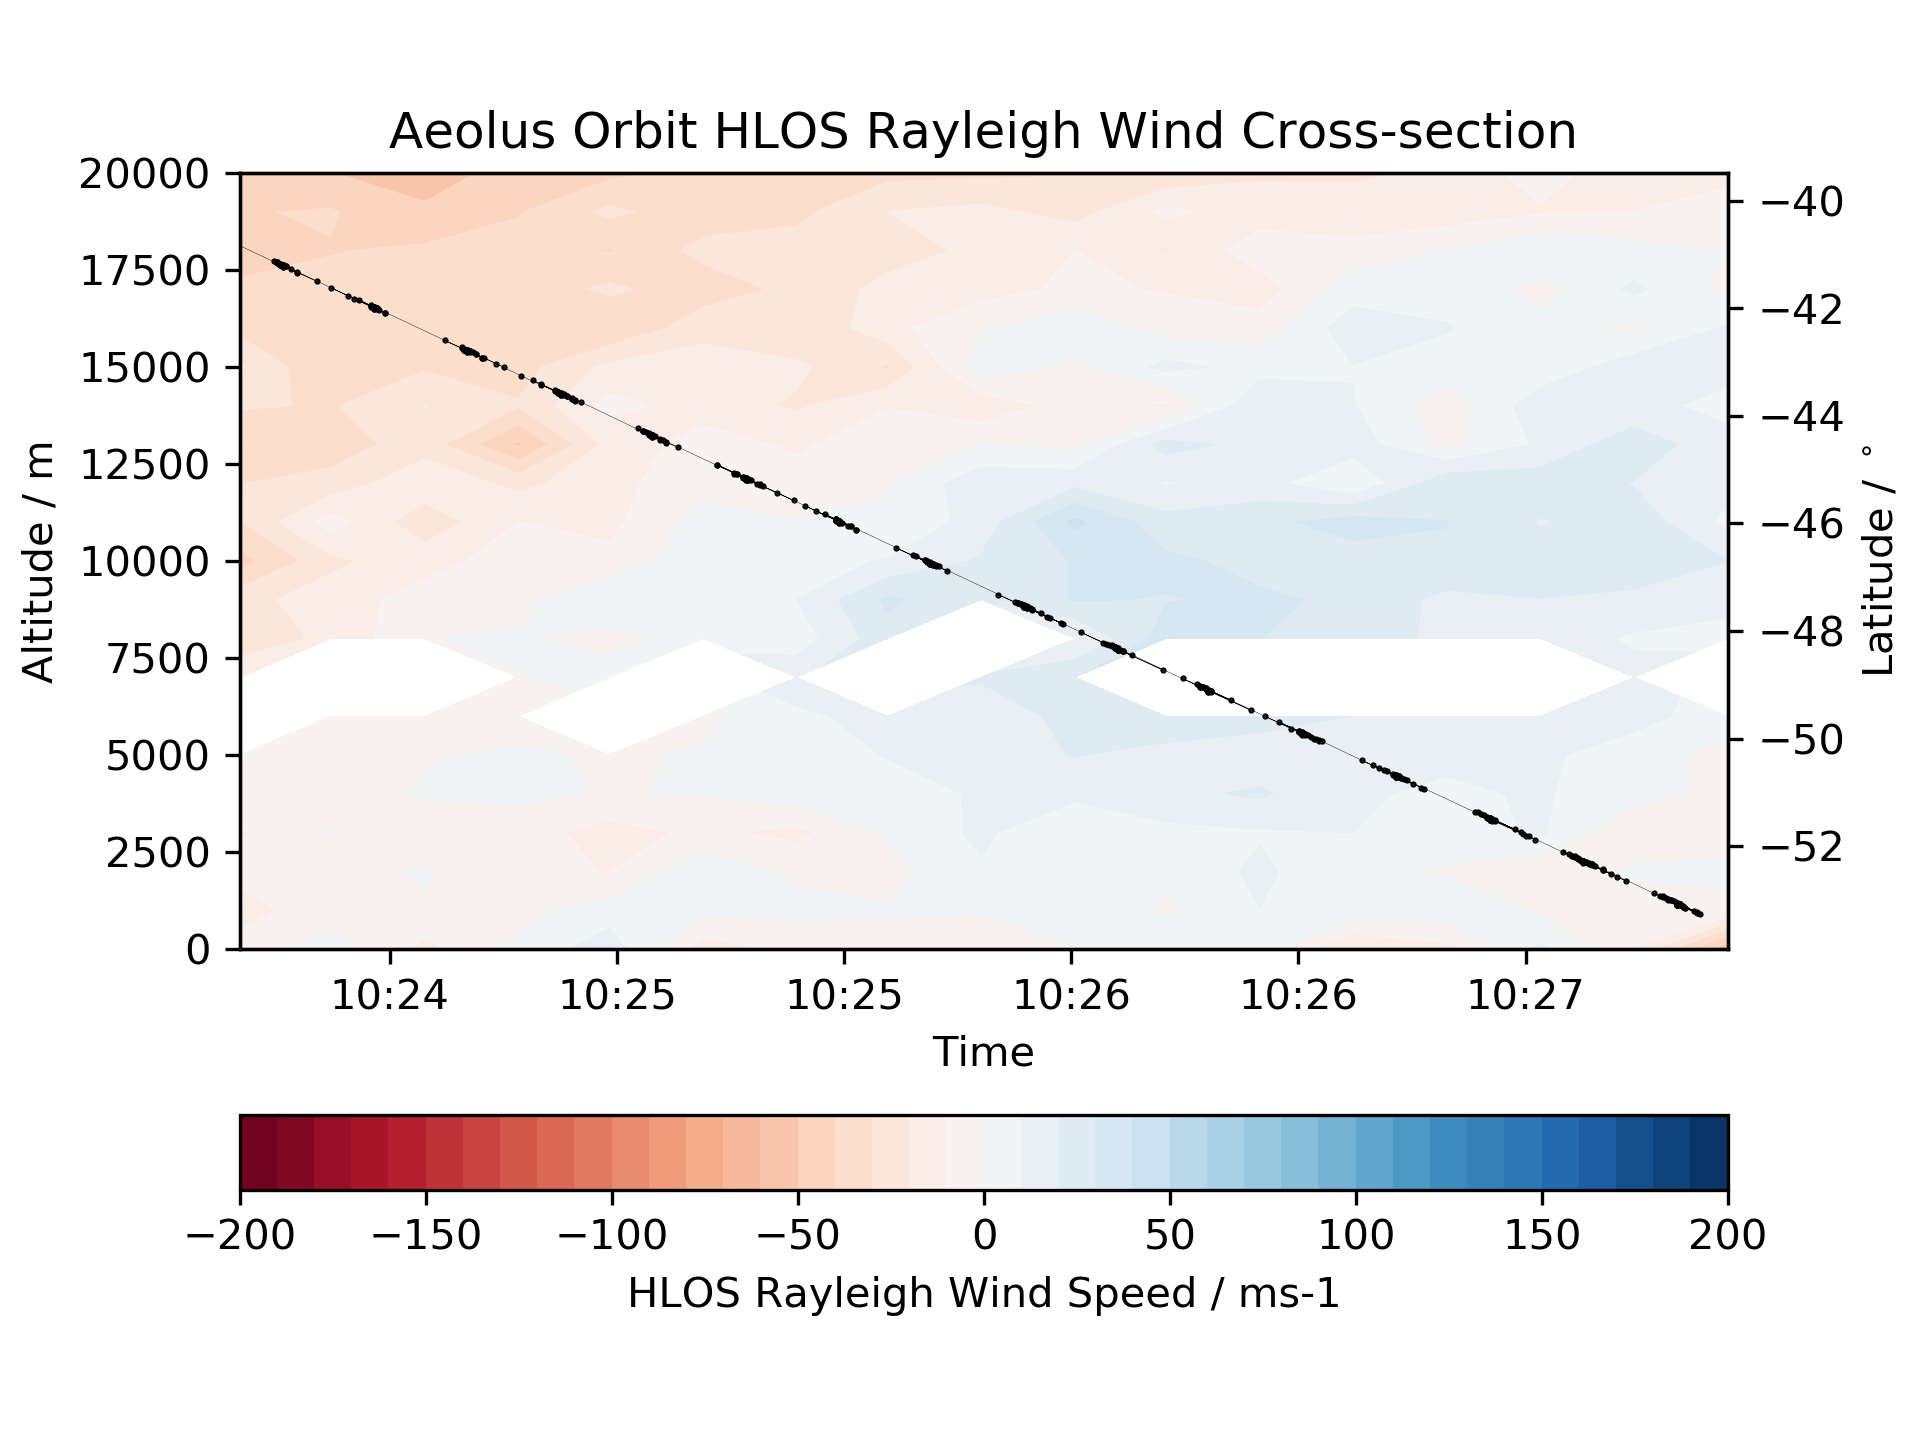 Aeolus Orbit HLOS Rayleigh Wind Cross-section
20000
17500
15000
12500
10000
7500
5000
2500
0
Altitude / m
−40
−42
−44
−46
−48
−50
−52
Latitude / °
10:24 10:25 10:25 10:26 10:26 10:27
Time
−200 −150 −100 −50 0 50 100 150 200
HLOS Rayleigh Wind Speed / ms-1